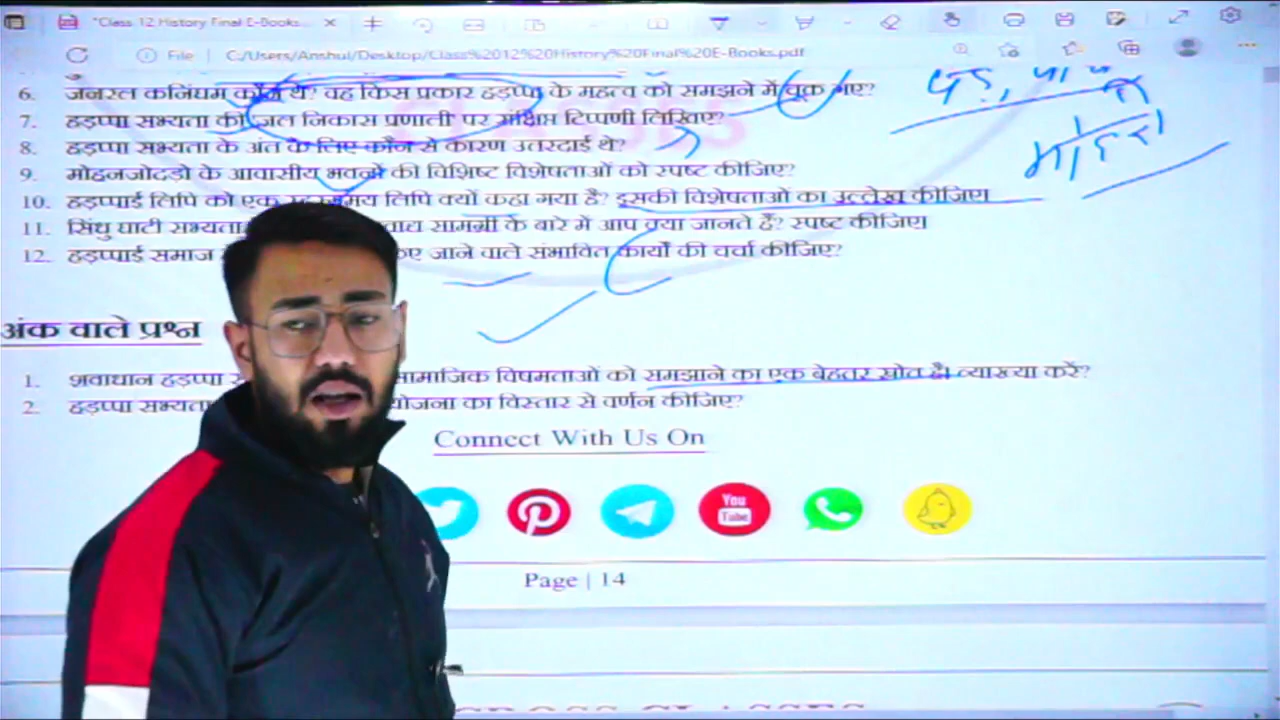 "Class 12 History Final E-Books...
File C:/Users/Anshul/Desktop/Class%2012%20History%20Final%20E-Books.pdf
6. जनरल कनिंघम कौन थे? वह किस प्रकार हड़प्पा के महत्व को समझने में चूक गए?
7. हड़प्पा सभ्यता की जल निकास प्रणाली पर संक्षिप्त टिप्पणी लिखिए?
8. हड़प्पा सभ्यता के अंत के लिए कौन से कारण उत्तरदाई थे?
9. मोहनजोदड़ो के आवासीय भवनों की विशिष्ट विशेषताओं को स्पष्ट कीजिए?
10. हड़प्पाई लिपि को एक रहस्यमय लिपि क्यों कहा गया है? इसकी विशेषताओं का उल्लेख कीजिए
11. सिंधु घाटी सभ्यता सामग्री के बारे में आप क्या जानते हैं? स्पष्ट कीजिए
12. हड़प्पाई समाज जाने वाले संभावित कार्यों की चर्चा कीजिए?
अंक वाले प्रश्न
1. शवाधान हड़प्पा सामाजिक विषमताओं को समझाने का एक बेहतर स्रोत है। व्याख्या करें?
2. हड़प्पा सभ्यता योजना का विस्तार से वर्णन कीजिए?
Connect With Us On
You
Tube
Page | 14